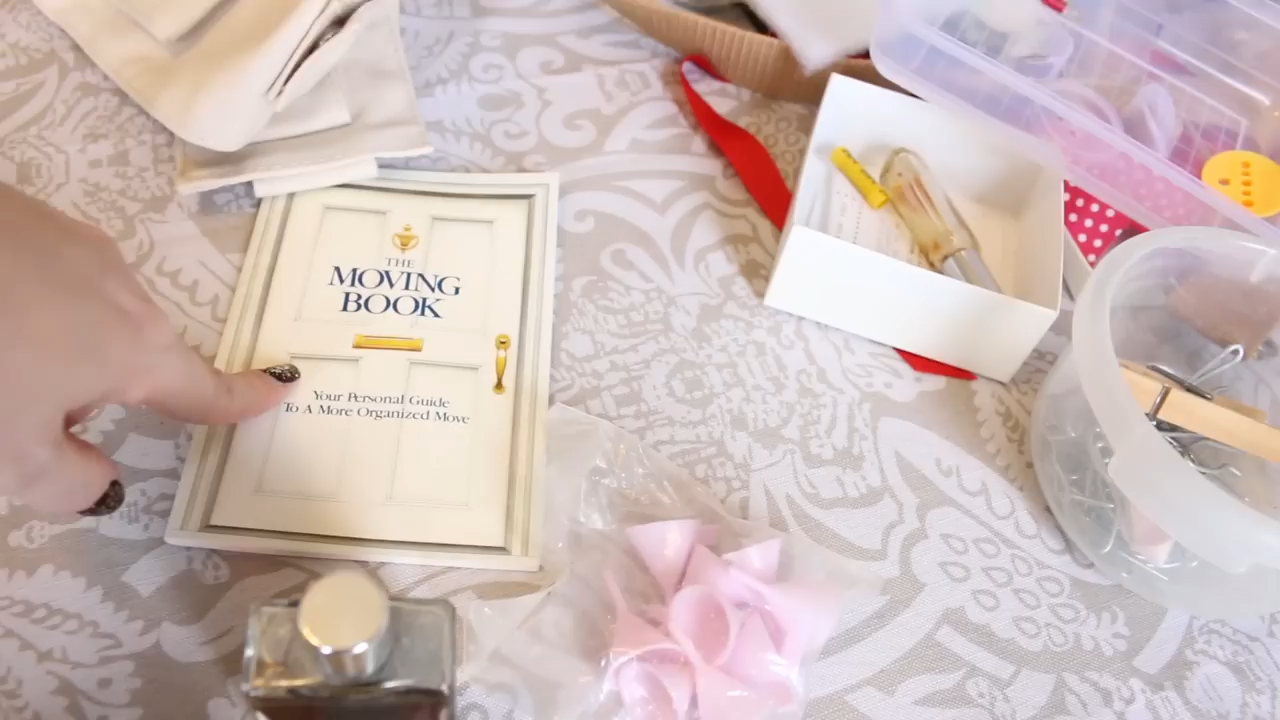 THE
MOVING
BOOK
Your Personal Guide
To A More Organized Move